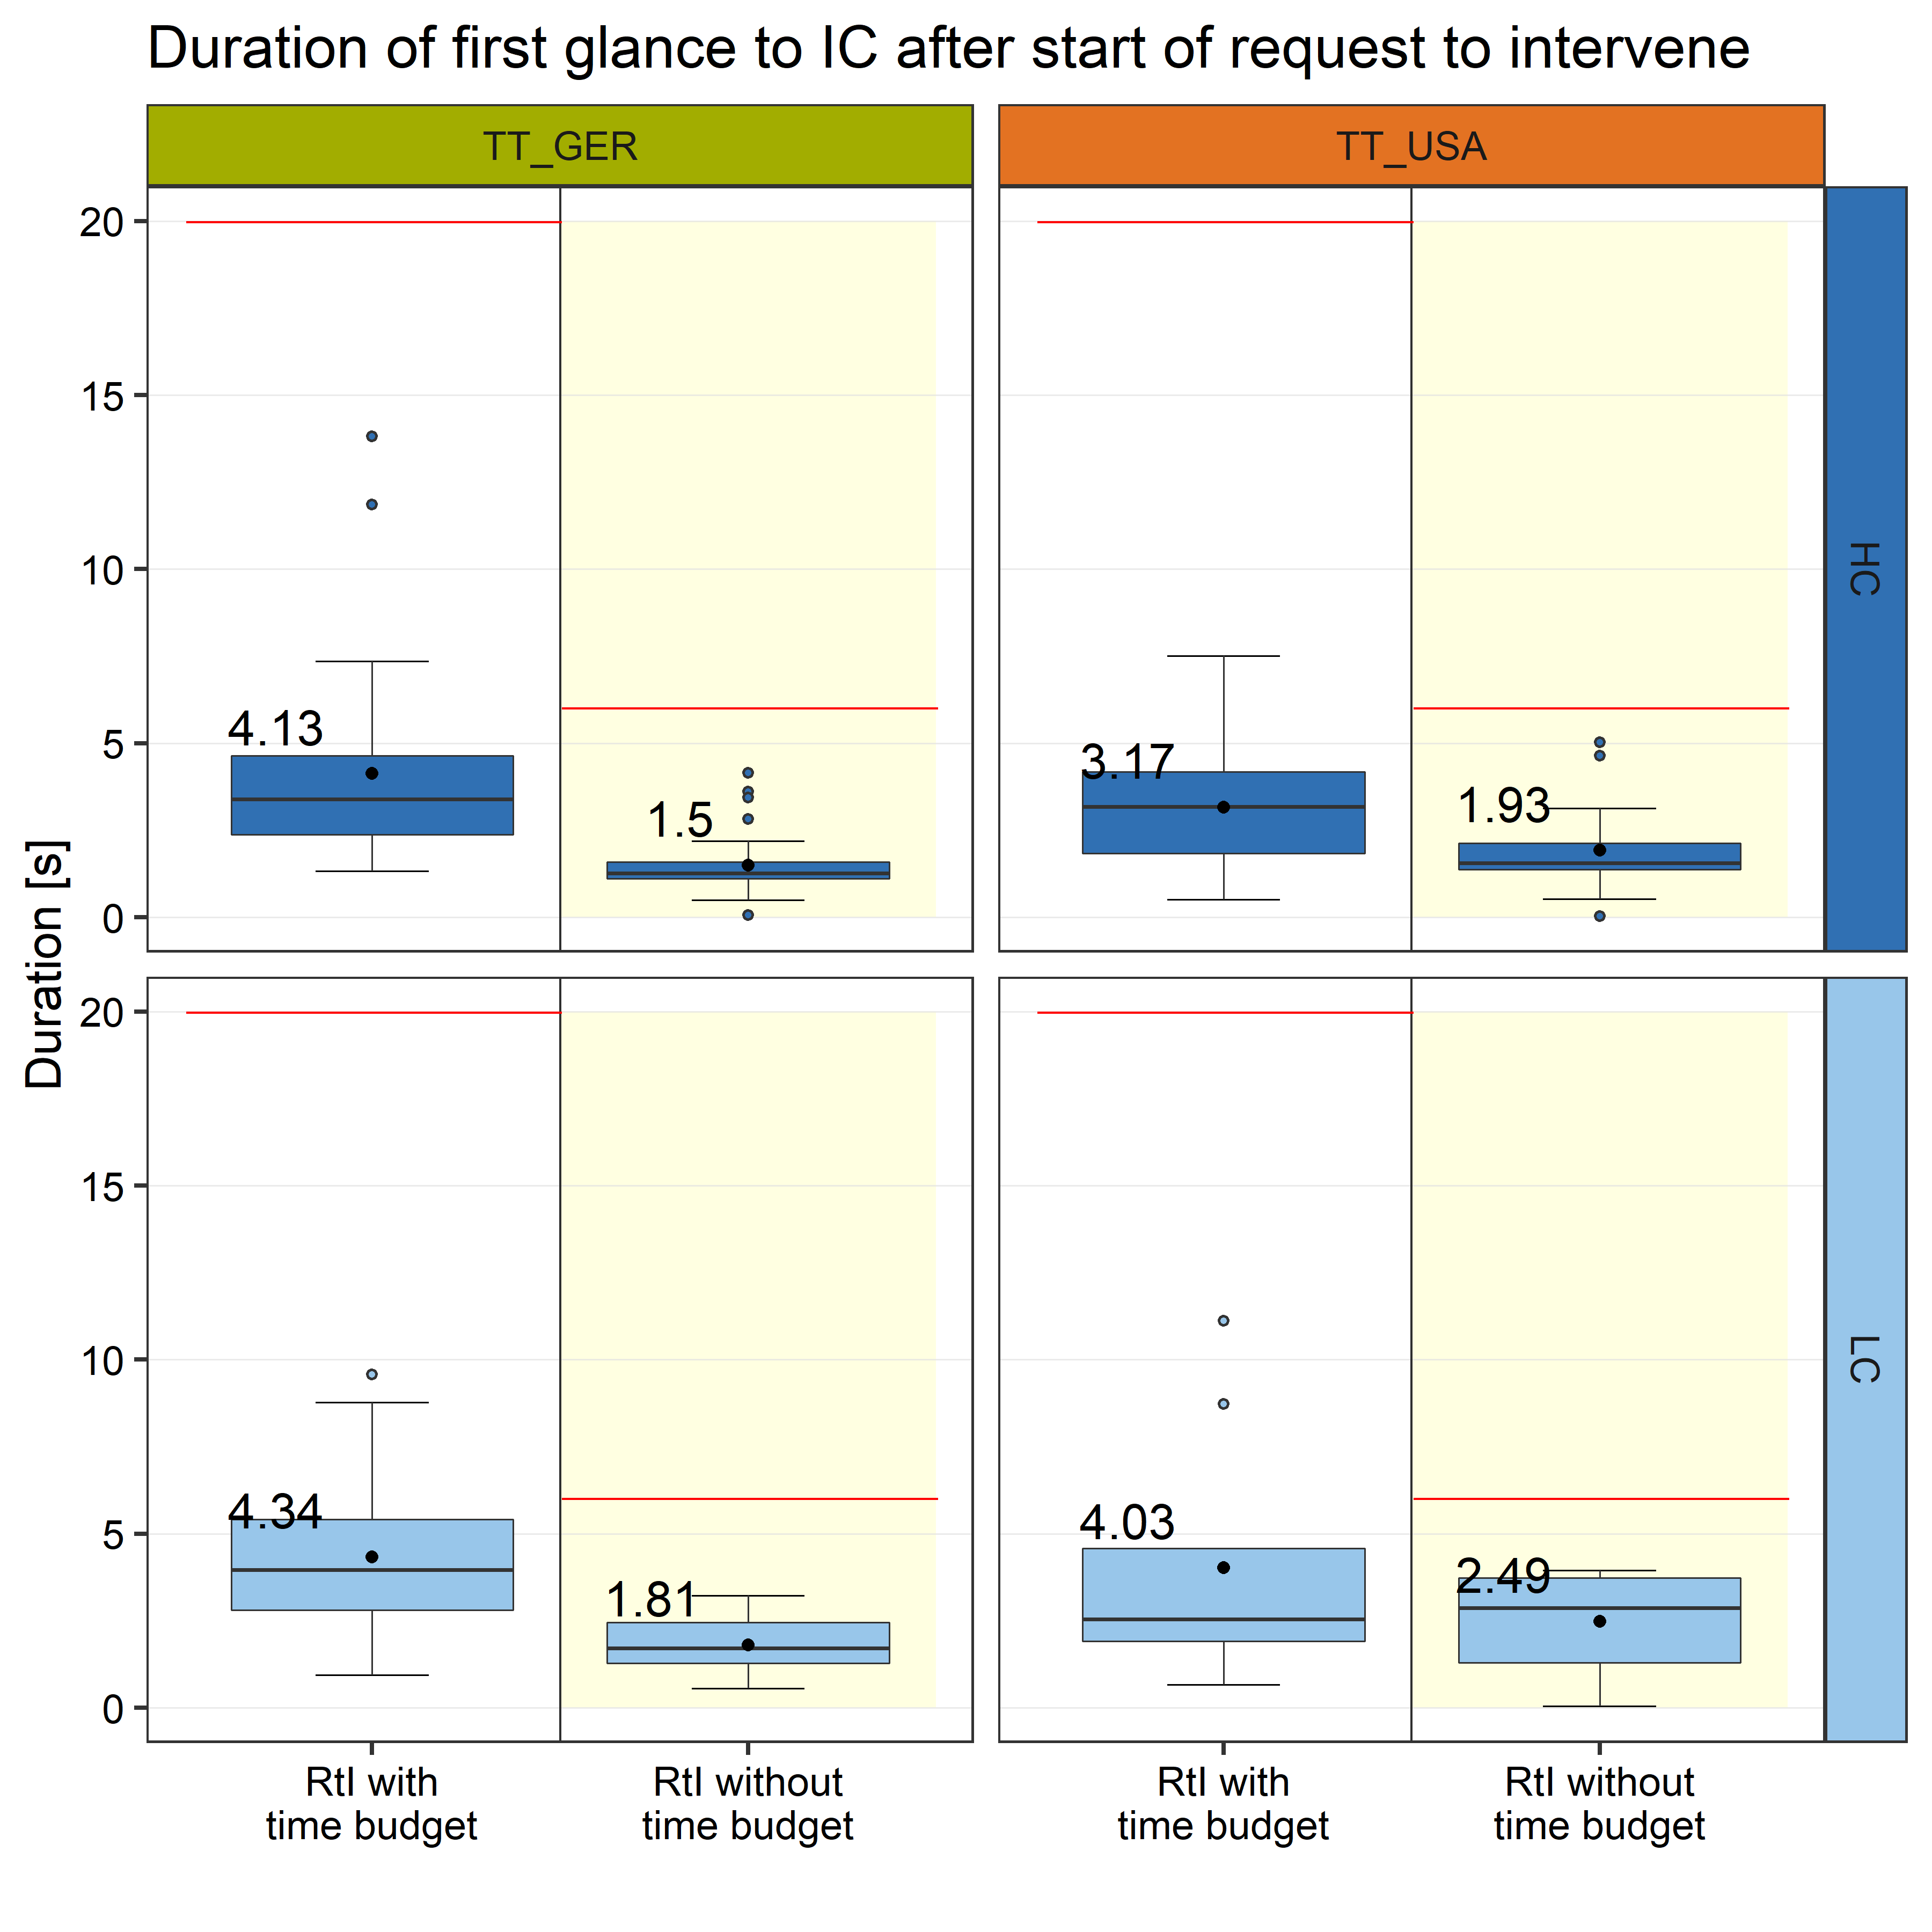 Duration of first glance to IC after start of request to intervene
TT_GER
TT_USA
Duration [s]
20
15
10
5
0
4.13
1.5
3.17
1.93
HC
20
15
10
5
0
4.34
1.81
4.03
2.49
LC
RtI with
time budget
RtI without
time budget
RtI with
time budget
RtI without
time budget